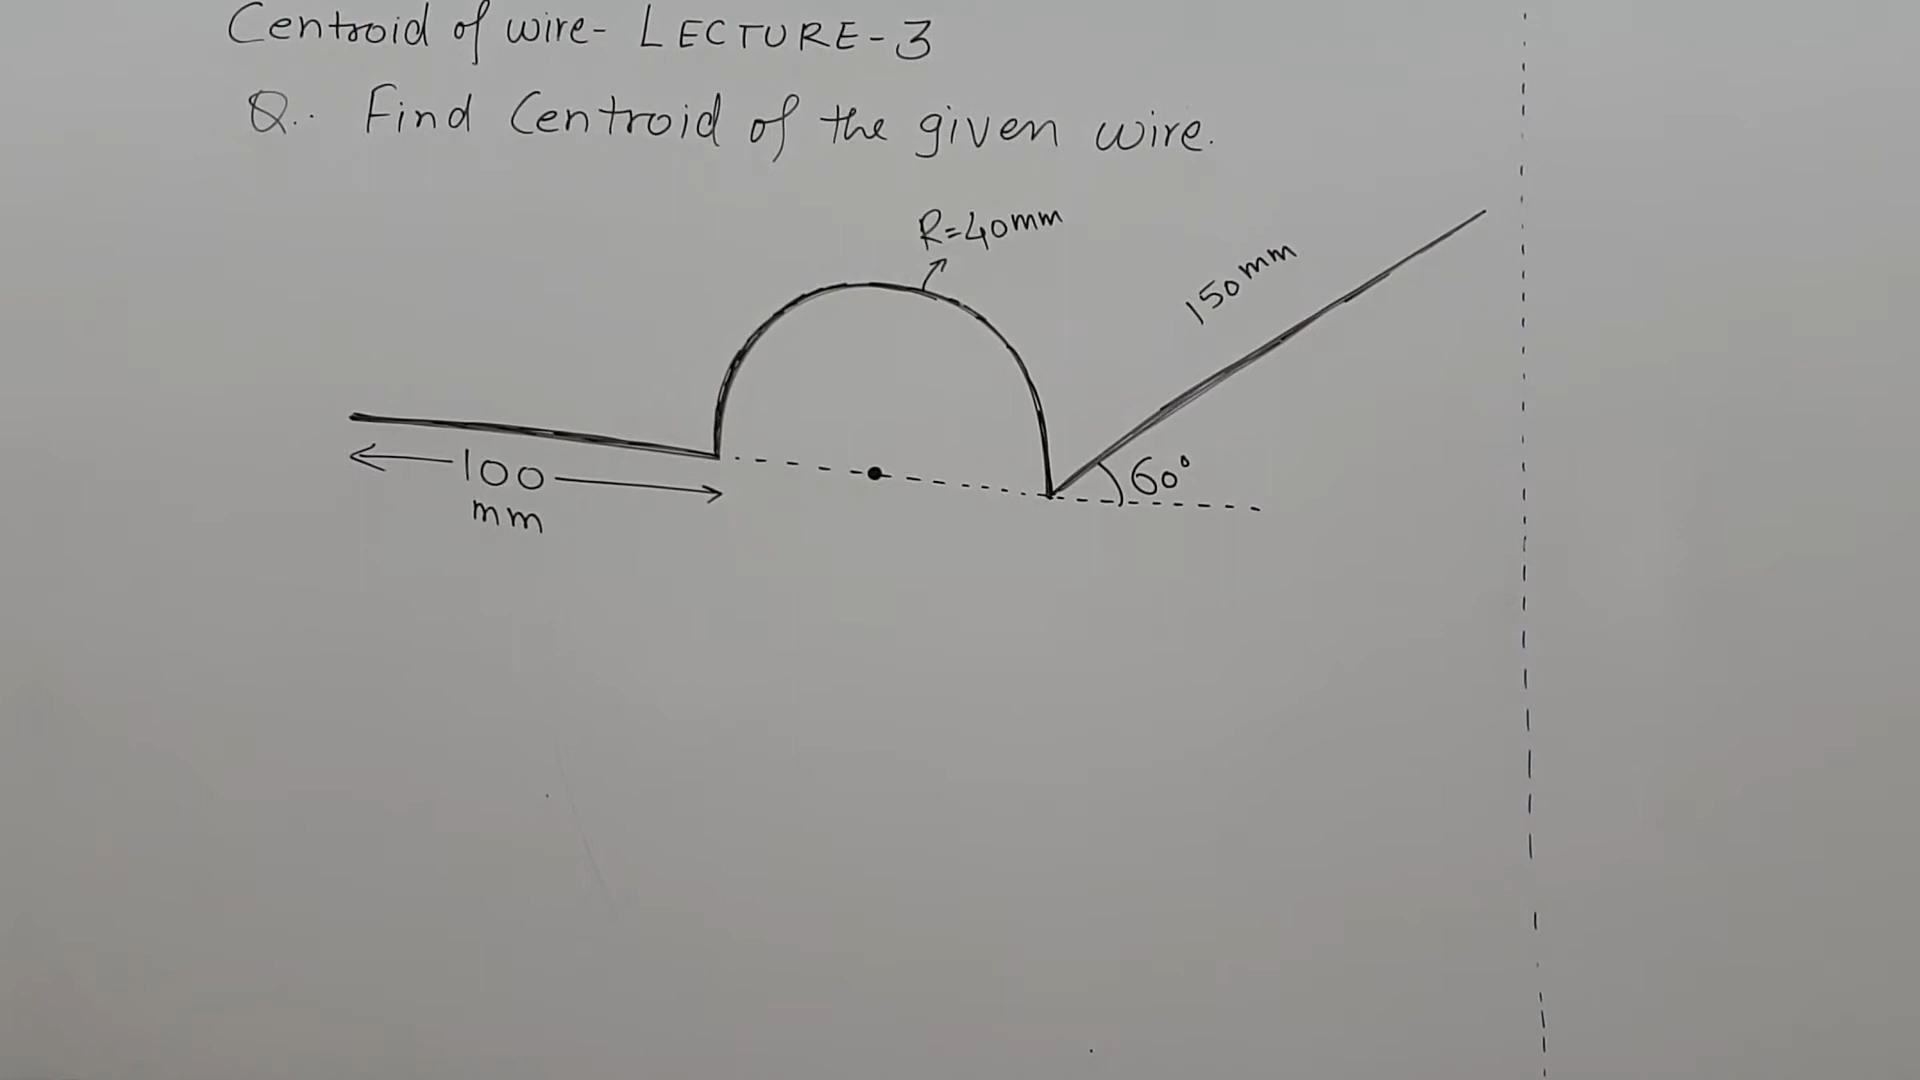 Centroid of wire- LECTURE-3
Q.. Find Centroid of the given wire.
R=40mm
150mm
100
mm
60°